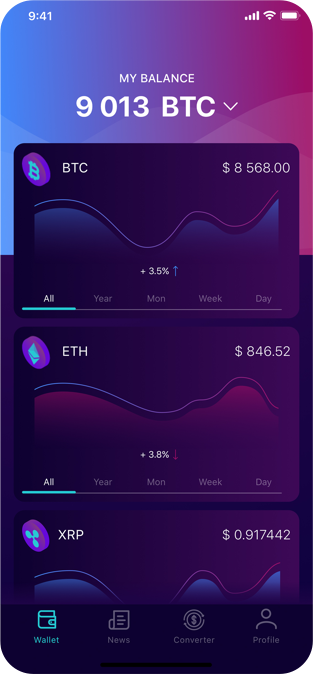 9:41
MY BALANCE
9 013 BTC
BTC $ 8 568.00
+ 3.5% ↑
All Year Mon Week Day
ETH $ 846.52
+ 3.8% ↓
All Year Mon Week Day
XRP $ 0.917442
Wallet News Converter Profile